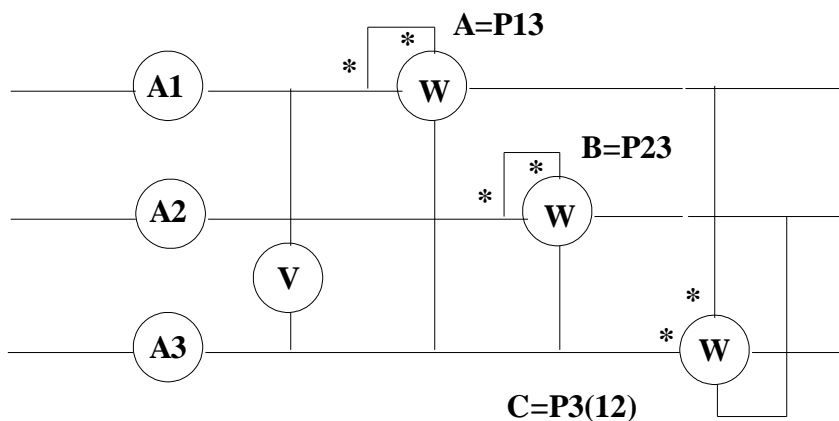 A=P13
* *
A1 W
B=P23
* *
A2 W
V
*
A3 * W
C=P3(12)